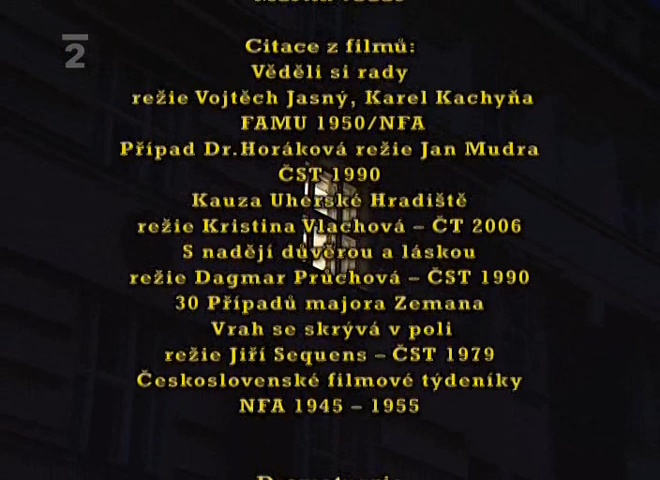 2
Citace z filmů:
Věděli si rady
režie Vojtěch Jasný, Karel Kachyňa
FAMU 1950/NFA
Případ Dr.Horáková režie Jan Mudra
ČST 1990
Kauza Uherské Hradiště
režie Kristina Vlachová – ČT 2006
S nadějí důvěrou a láskou
režie Dagmar Průchová – ČST 1990
30 Případů majora Zemana
Vrah se skrývá v poli
režie Jiří Sequens – ČST 1979
Československé filmové týdeníky
NFA 1945 – 1955